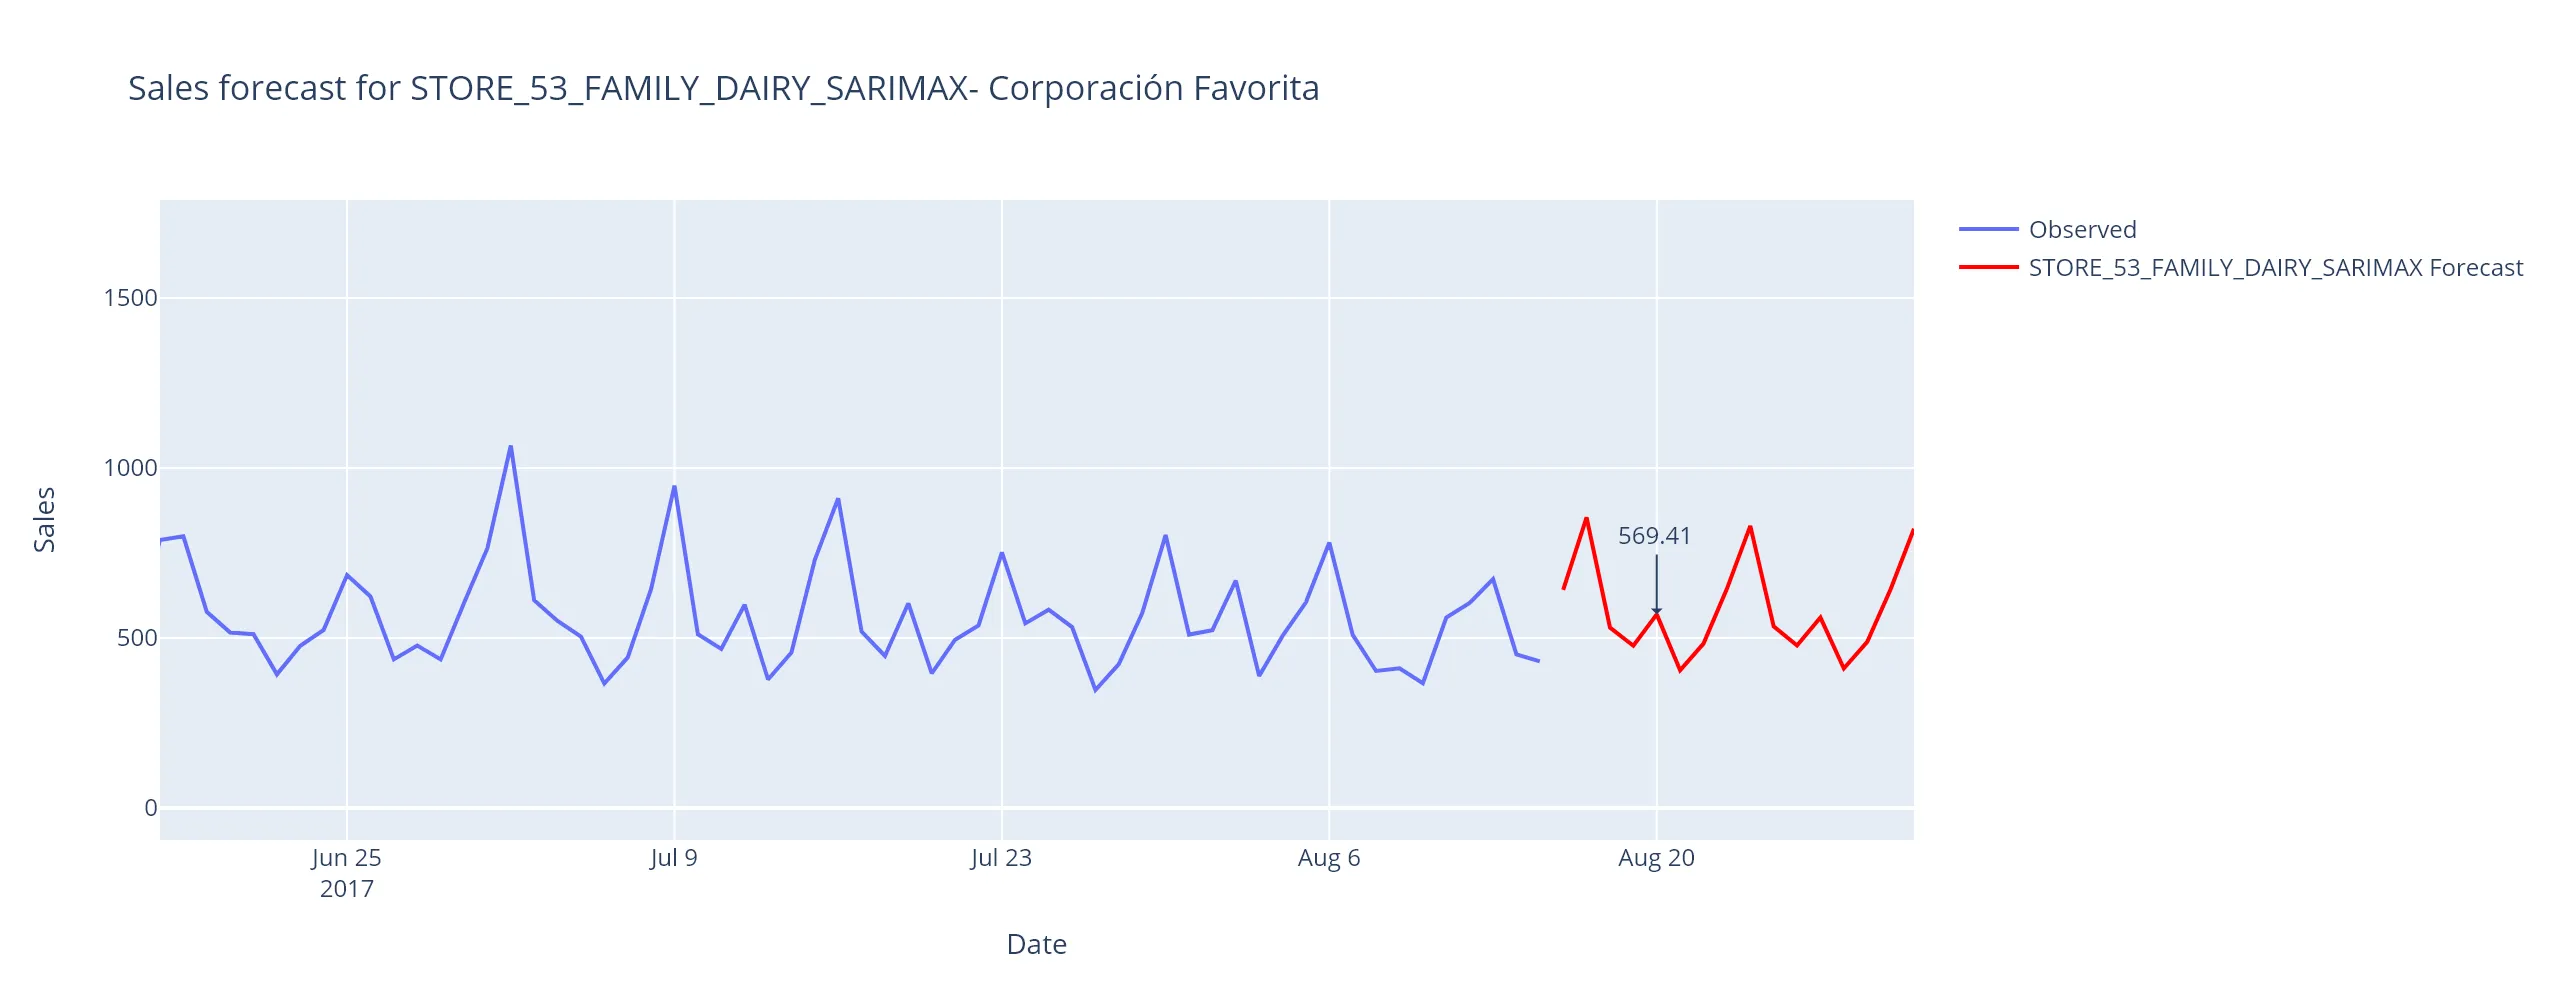 Sales forecast for STORE_53_FAMILY_DAIRY_SARIMAX- Corporación Favorita
Observed
STORE_53_FAMILY_DAIRY_SARIMAX Forecast
1500
1000
500
0
Sales
569.41
Jun 25
2017
Jul 9
Jul 23
Aug 6
Aug 20
Date